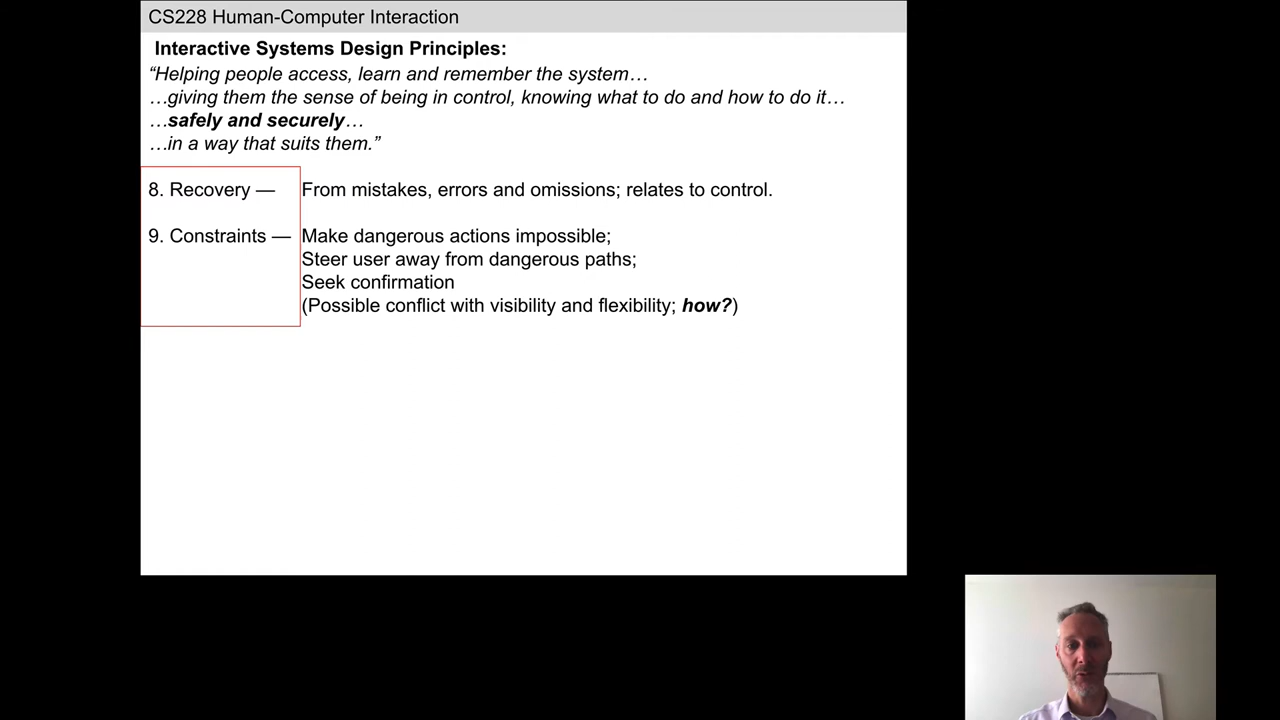 CS228 Human-Computer Interaction
Interactive Systems Design Principles:
“Helping people access, learn and remember the system…
…giving them the sense of being in control, knowing what to do and how to do it…
…safely and securely…
…in a way that suits them.”
8. Recovery — From mistakes, errors and omissions; relates to control.
9. Constraints — Make dangerous actions impossible;
Steer user away from dangerous paths;
Seek confirmation
(Possible conflict with visibility and flexibility; how?)